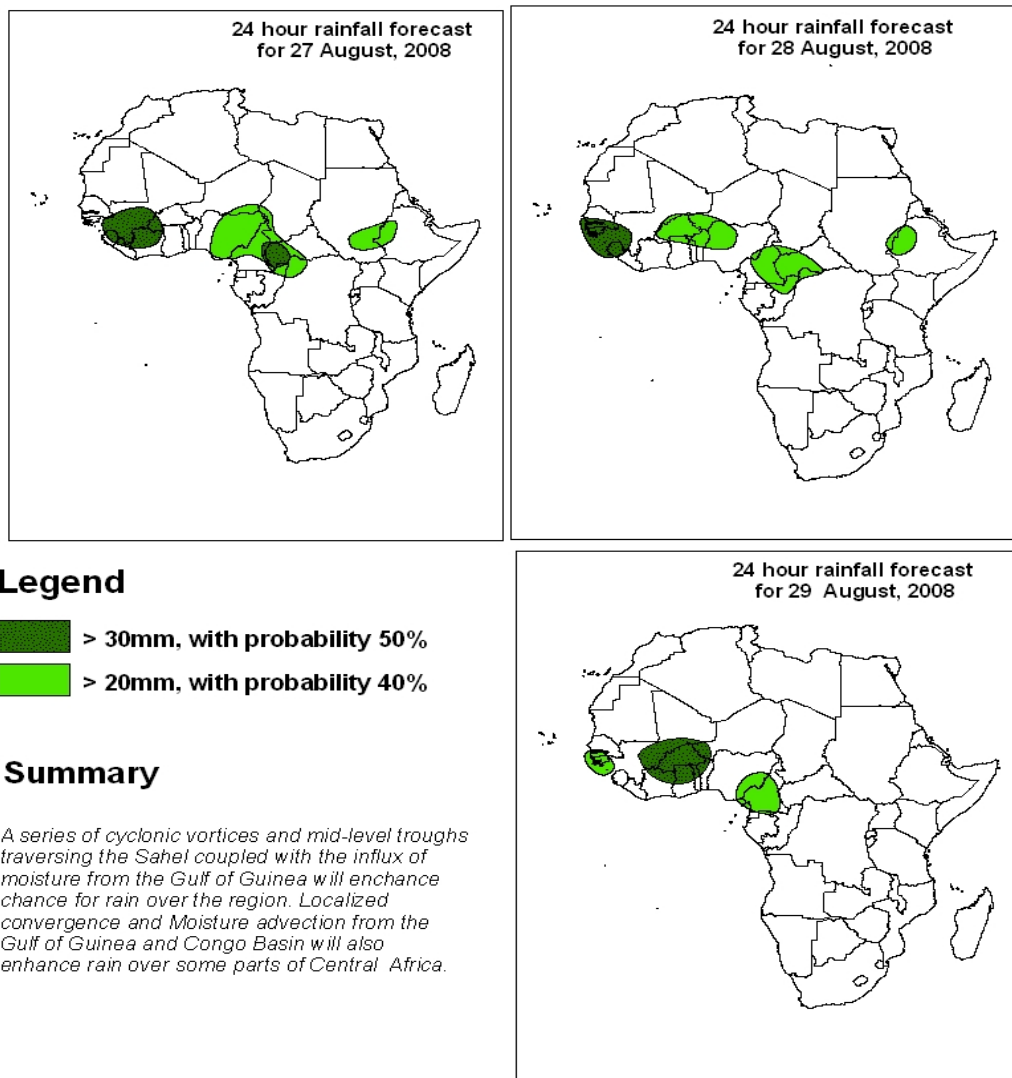 24 hour rainfall forecast
for 27 August, 2008
24 hour rainfall forecast
for 28 August, 2008
Legend
> 30mm, with probability 50%
> 20mm, with probability 40%
Summary
A series of cyclonic vortices and mid-level troughs
traversing the Sahel coupled with the influx of
moisture from the Gulf of Guinea will enchance
chance for rain over the region. Localized
convergence and Moisture advection from the
Gulf of Guinea and Congo Basin will also
enhance rain over some parts of Central Africa.
24 hour rainfall forecast
for 29 August, 2008